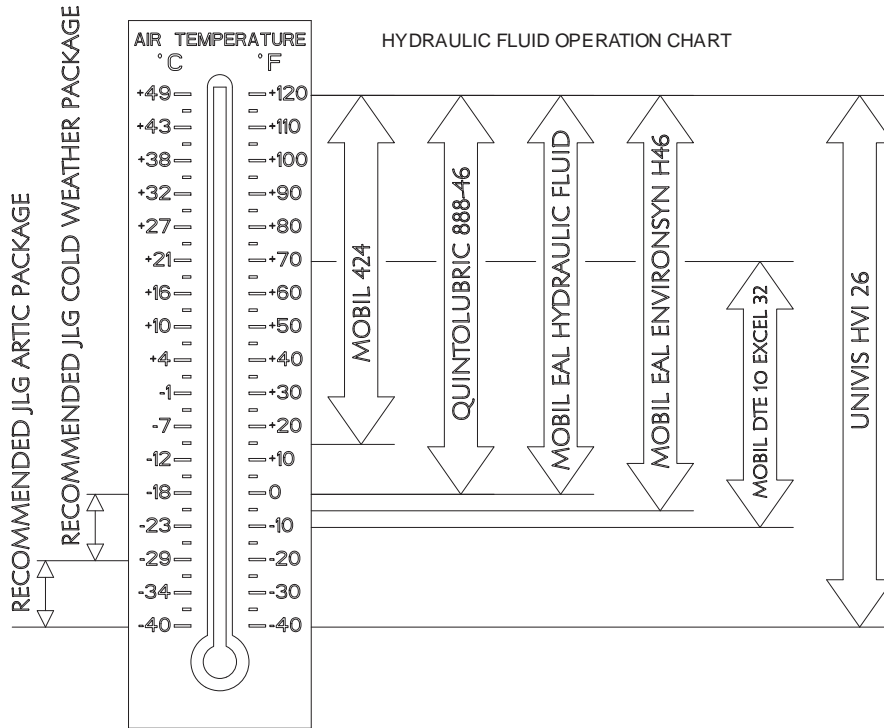 HYDRAULIC FLUID OPERATION CHART
AIR TEMPERATURE
°C °F
+49 +120
+43 +110
+38 +100
+32 +90
+27 +80
+21 +70
+16 +60
+10 +50
+4 +40
-1 +30
-7 +20
-12 +10
-18 0
-23 -10
-29 -20
-34 -30
-40 -40
RECOMMENDED JLG ARTIC PACKAGE
RECOMMENDED JLG COLD WEATHER PACKAGE
MOBIL 424
QUINTOLUBRIC 888-46
MOBIL EAL HYDRAULIC FLUID
MOBIL EAL ENVIRONSYN H46
MOBIL DTE 10 EXCEL 32
UNIVIS HVI 26